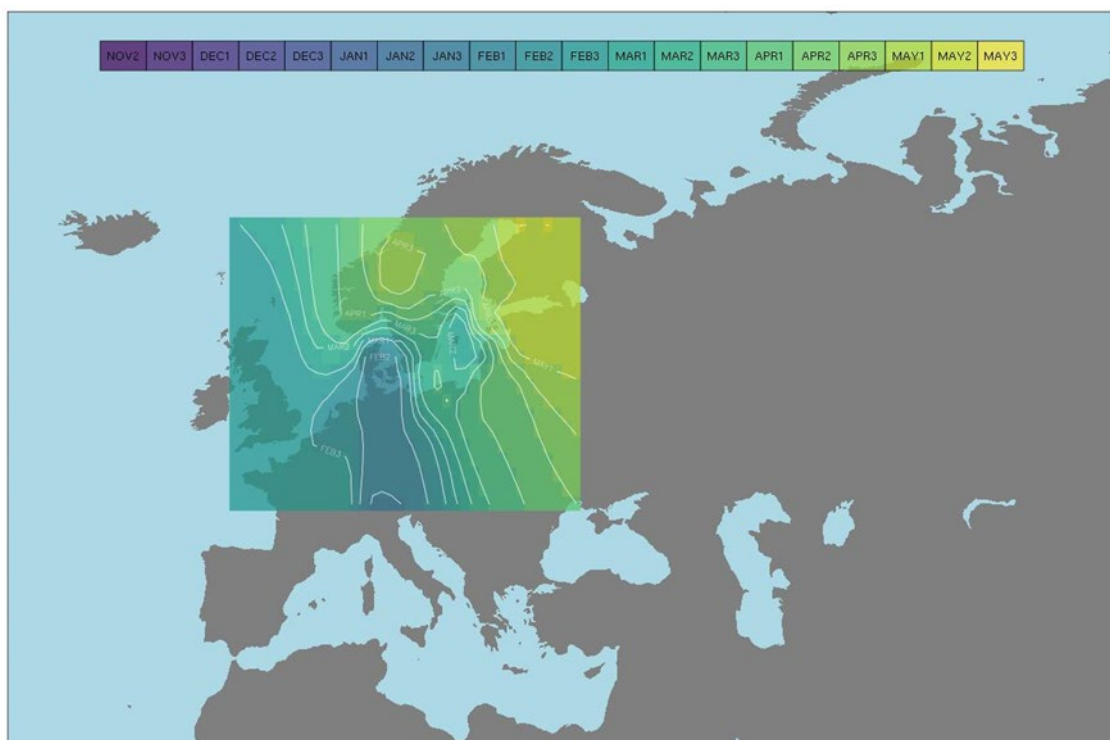 NOV2 NOV3 DEC1 DEC2 DEC3 JAN1 JAN2 JAN3 FEB1 FEB2 FEB3 MAR1 MAR2 MAR3 APR1 APR2 APR3 MAY1 MAY2 MAY3
APR3
APR1
MAR3
FEB2
MAY1
FEB3